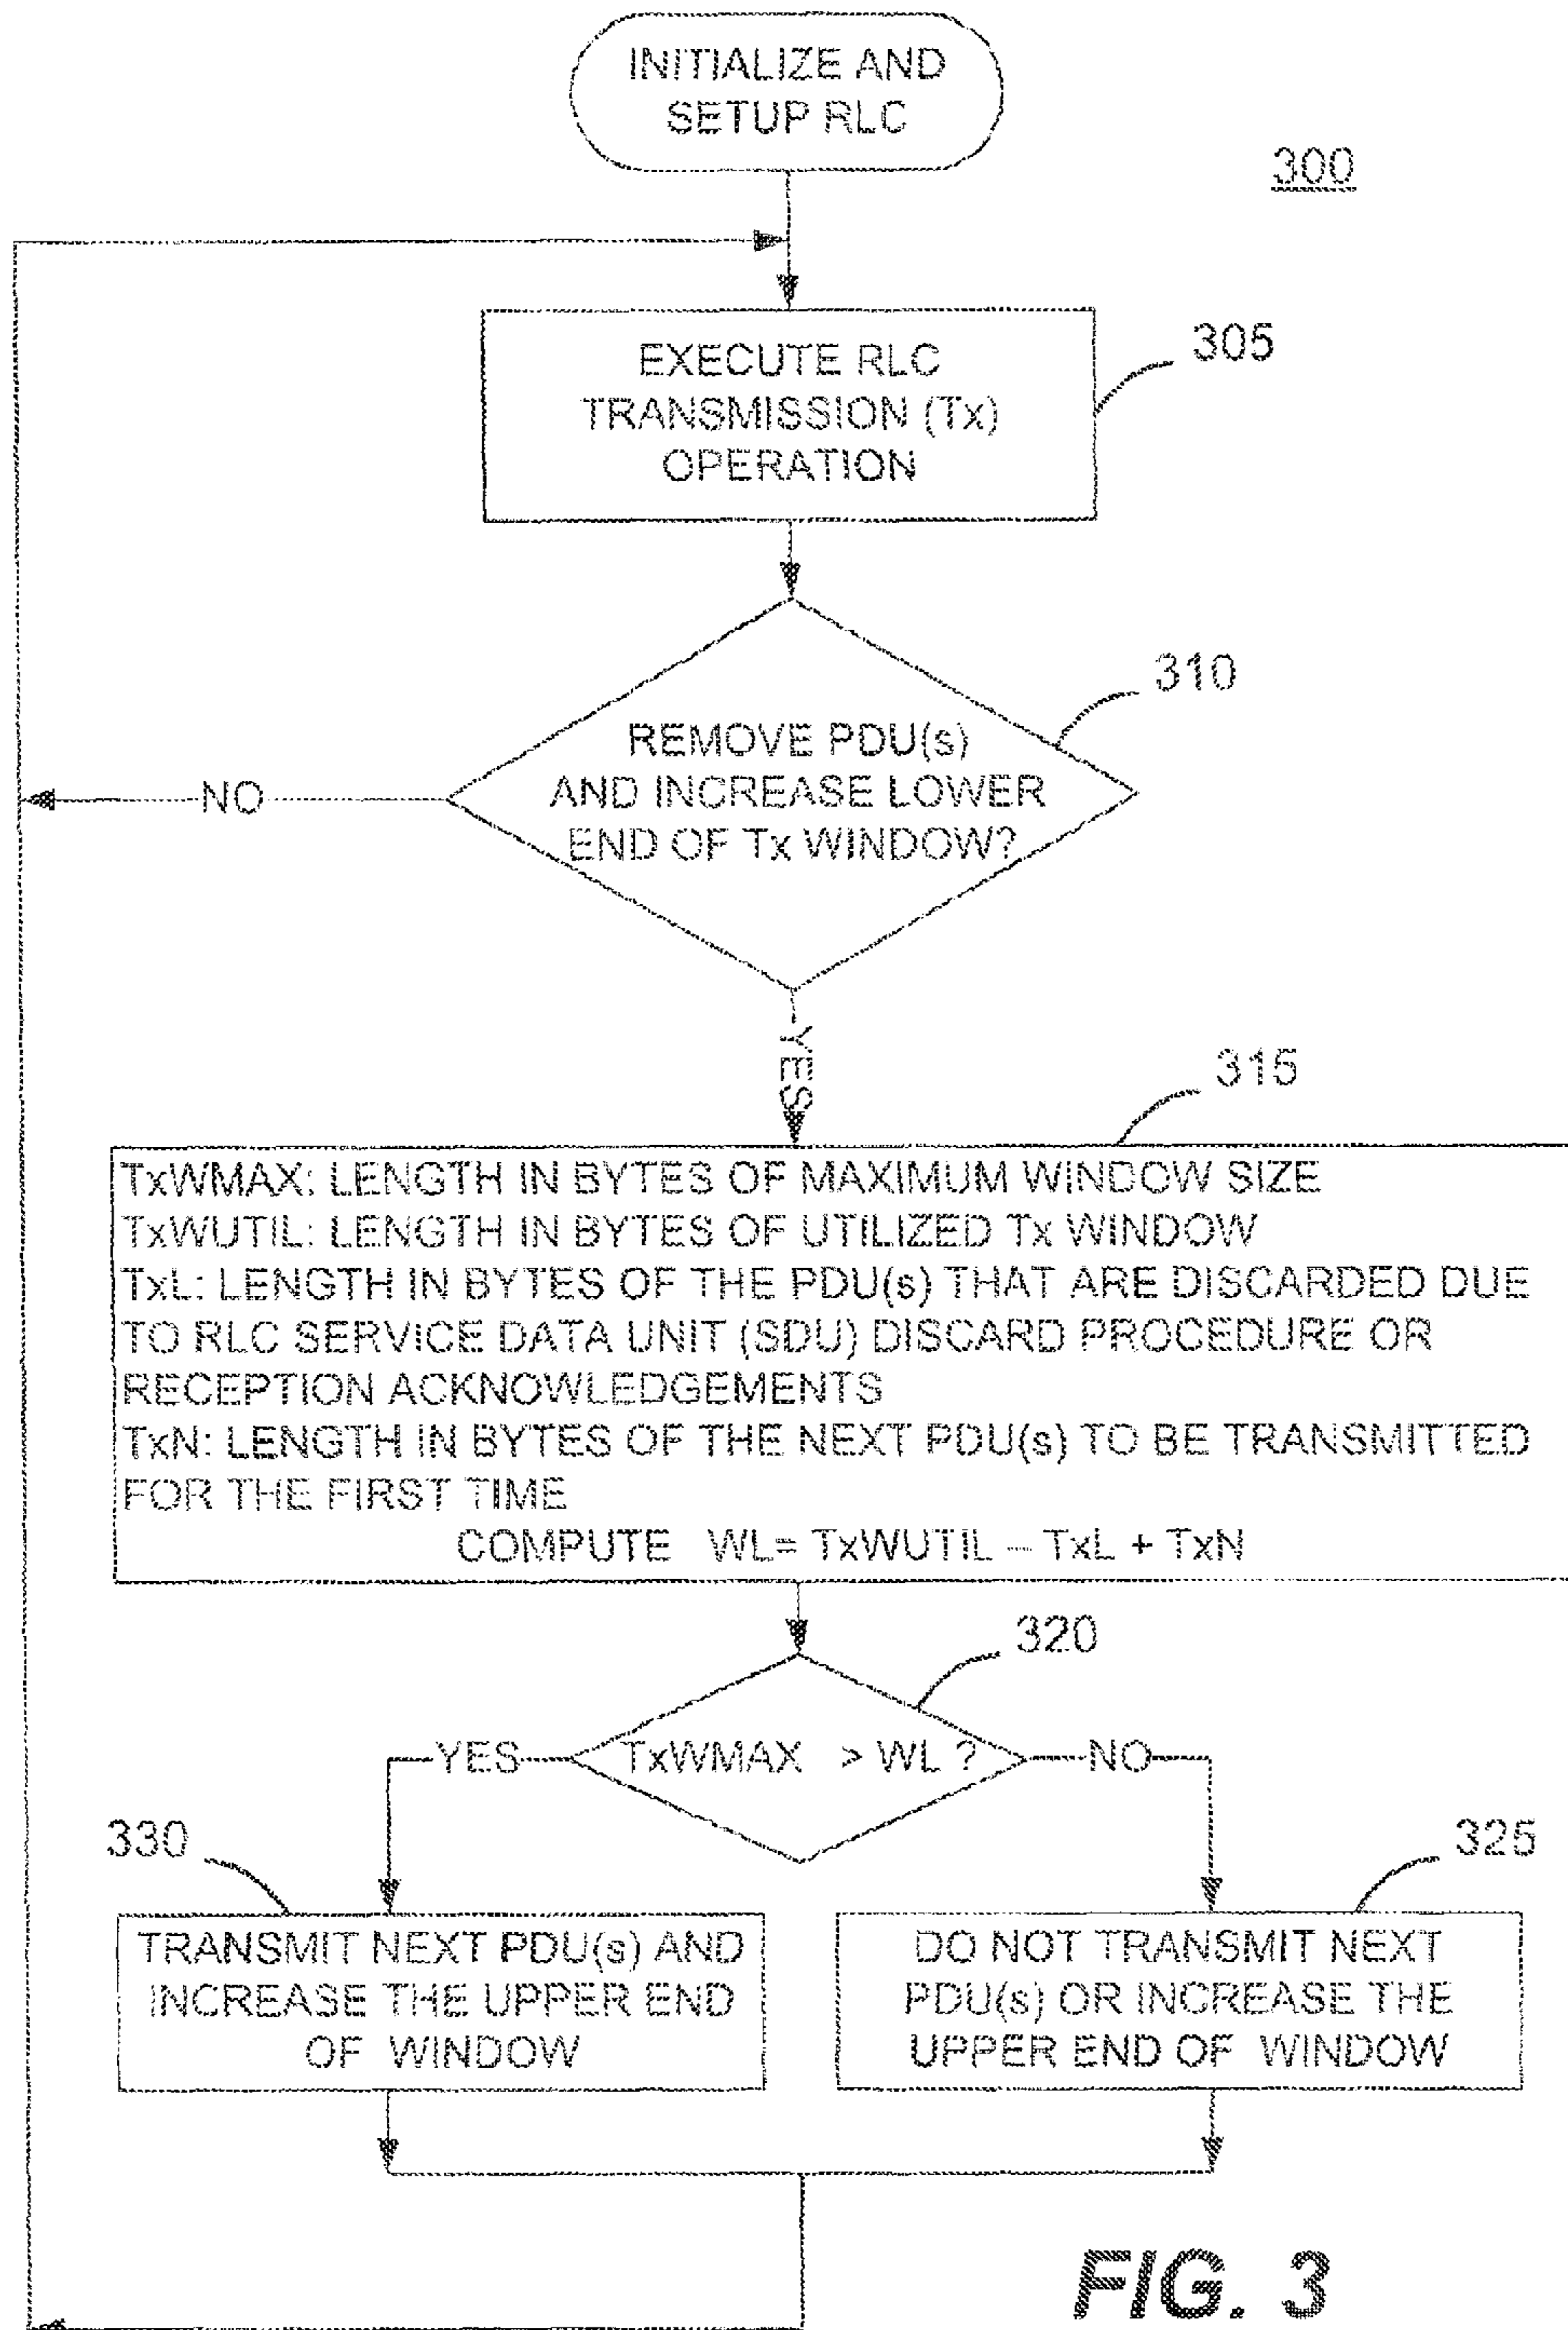 INITIALIZE AND
SETUP RLC
300
EXECUTE RLC
TRANSMISSION (Tx)
OPERATION
305
REMOVE PDU(s)
AND INCREASE LOWER
END OF Tx WINDOW?
310
NO
YES
315
TxWMAX: LENGTH IN BYTES OF MAXIMUM WINDOW SIZE
TxWUTIL: LENGTH IN BYTES OF UTILIZED Tx WINDOW
TxL: LENGTH IN BYTES OF THE PDU(s) THAT ARE DISCARDED DUE
TO RLC SERVICE DATA UNIT (SDU) DISCARD PROCEDURE OR
RECEPTION ACKNOWLEDGEMENTS
TxN: LENGTH IN BYTES OF THE NEXT PDU(s) TO BE TRANSMITTED
FOR THE FIRST TIME
COMPUTE WL= TxWUTIL – TxL + TxN
320
YES
TxWMAX > WL ?
NO
330
325
TRANSMIT NEXT PDU(s) AND
INCREASE THE UPPER END
OF WINDOW
DO NOT TRANSMIT NEXT
PDU(s) OR INCREASE THE
UPPER END OF WINDOW
FIG. 3